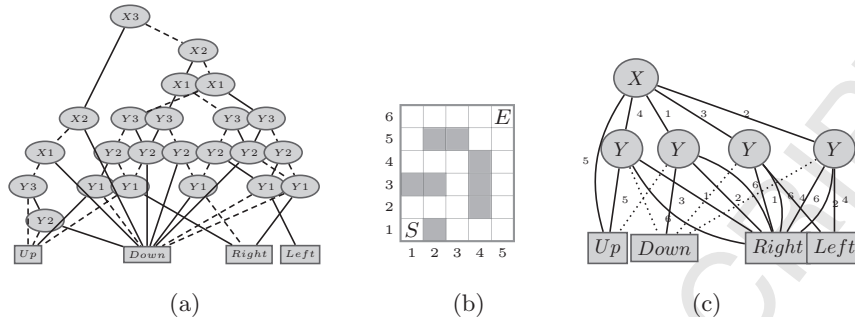 X3
X2
X1 X1
X2 Y3 Y3 Y3 Y3
X1 Y2 Y2 Y2 Y2 Y2 Y2
Y3 Y1 Y1 Y1 Y1 Y1
Y2
Up Down Right Left
(a)
6 E
5
4
3
2
1 S
1 2 3 4 5 6
(b)
X
4 1 3 2
5 Y Y Y Y
5 3 1 2 6 1 6 4 6 2 4
6
Up Down Right Left
(c)